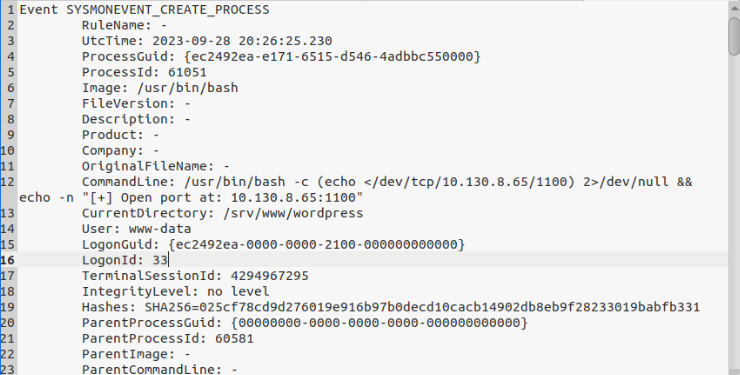 1 Event SYSMONEVENT_CREATE_PROCESS
2 RuleName: -
3 UtcTime: 2023-09-28 20:26:25.230
4 ProcessGuid: {ec2492ea-e171-6515-d546-4adbbc550000}
5 ProcessId: 61051
6 Image: /usr/bin/bash
7 FileVersion: -
8 Description: -
9 Product: -
10 Company: -
11 OriginalFileName: -
12 CommandLine: /usr/bin/bash -c (echo </dev/tcp/10.130.8.65/1100) 2>/dev/null &&
echo -n "[+] Open port at: 10.130.8.65:1100"
13 CurrentDirectory: /srv/www/wordpress
14 User: www-data
15 LogonGuid: {ec2492ea-0000-0000-2100-000000000000}
16 LogonId: 33
17 TerminalSessionId: 4294967295
18 IntegrityLevel: no level
19 Hashes: SHA256=025cf78cd9d276019e916b97b0decd10cacb14902db8eb9f28233019babfb331
20 ParentProcessGuid: {00000000-0000-0000-0000-000000000000}
21 ParentProcessId: 60581
22 ParentImage: -
23 ParentCommandLine: -